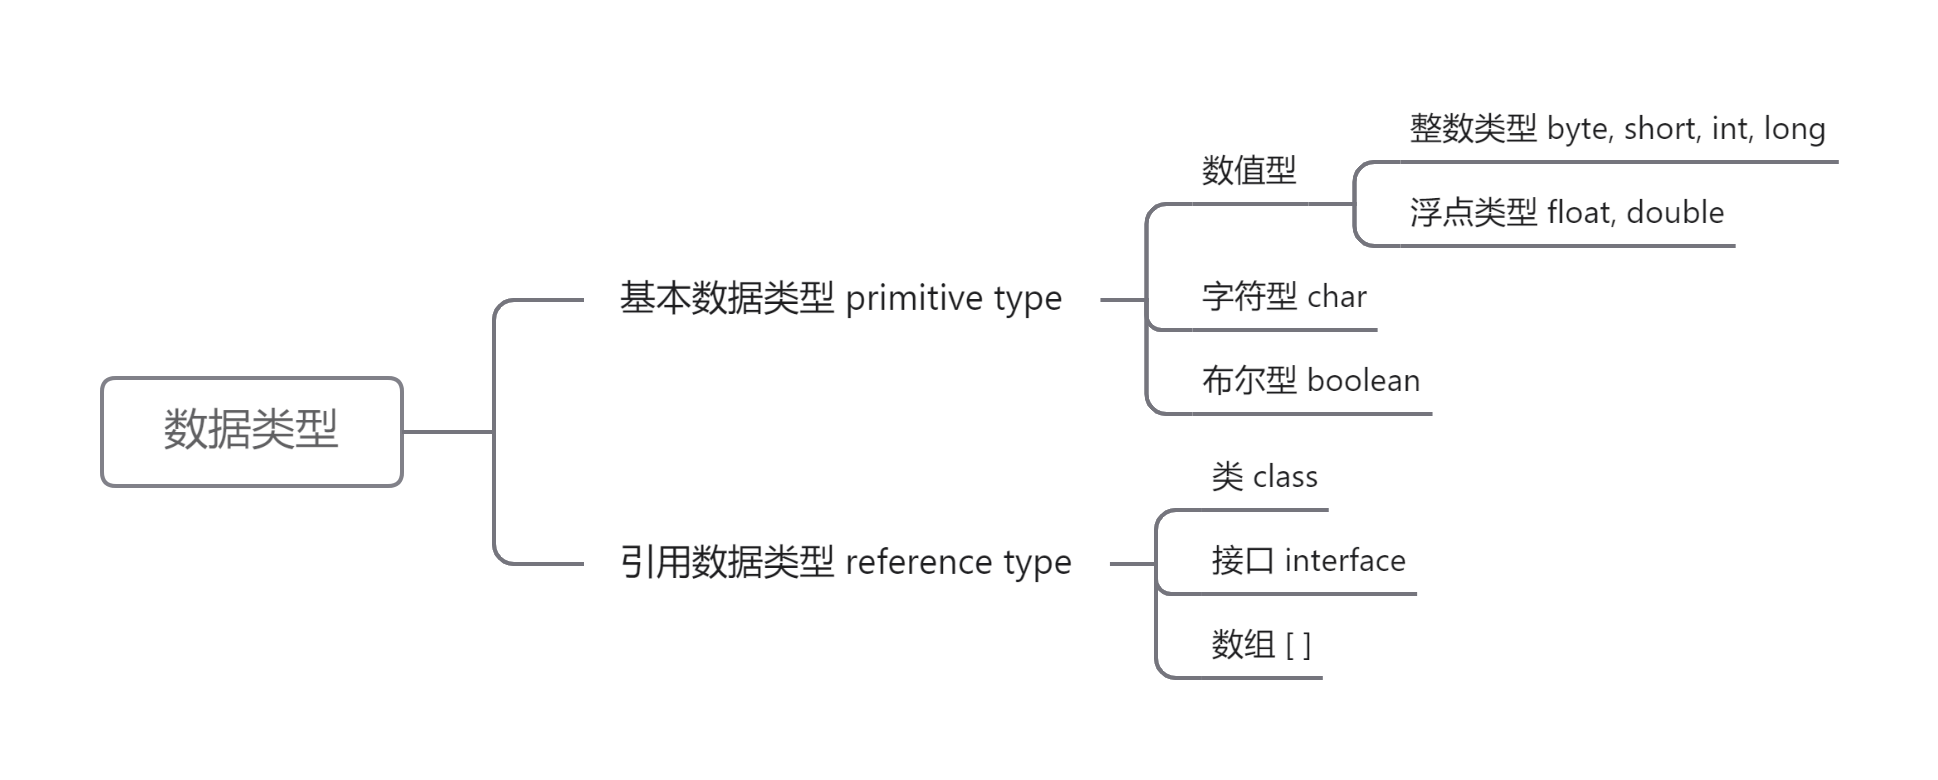 数据类型
基本数据类型 primitive type
数值型
整数类型 byte, short, int, long
浮点类型 float, double
字符型 char
布尔型 boolean
引用数据类型 reference type
类 class
接口 interface
数组 [ ]